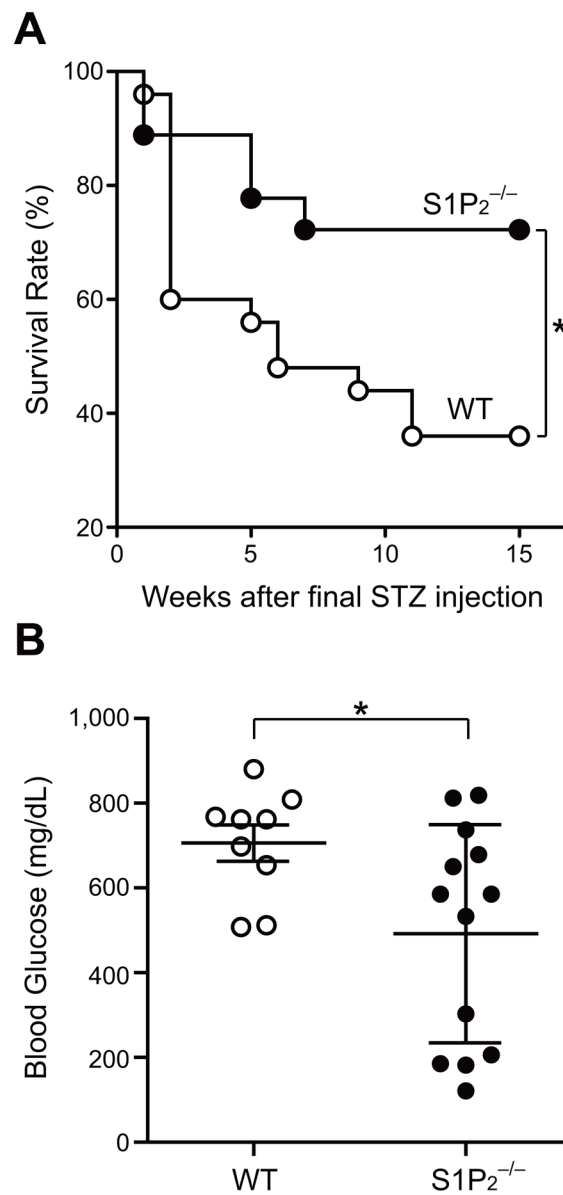 A
100
80
60
40
20
0 5 10 15
Survival Rate (%)
S1P₂⁻/⁻
*
WT
Weeks after final STZ injection
B
1,000
800
600
400
200
0
Blood Glucose (mg/dL)
*
WT S1P₂⁻/⁻